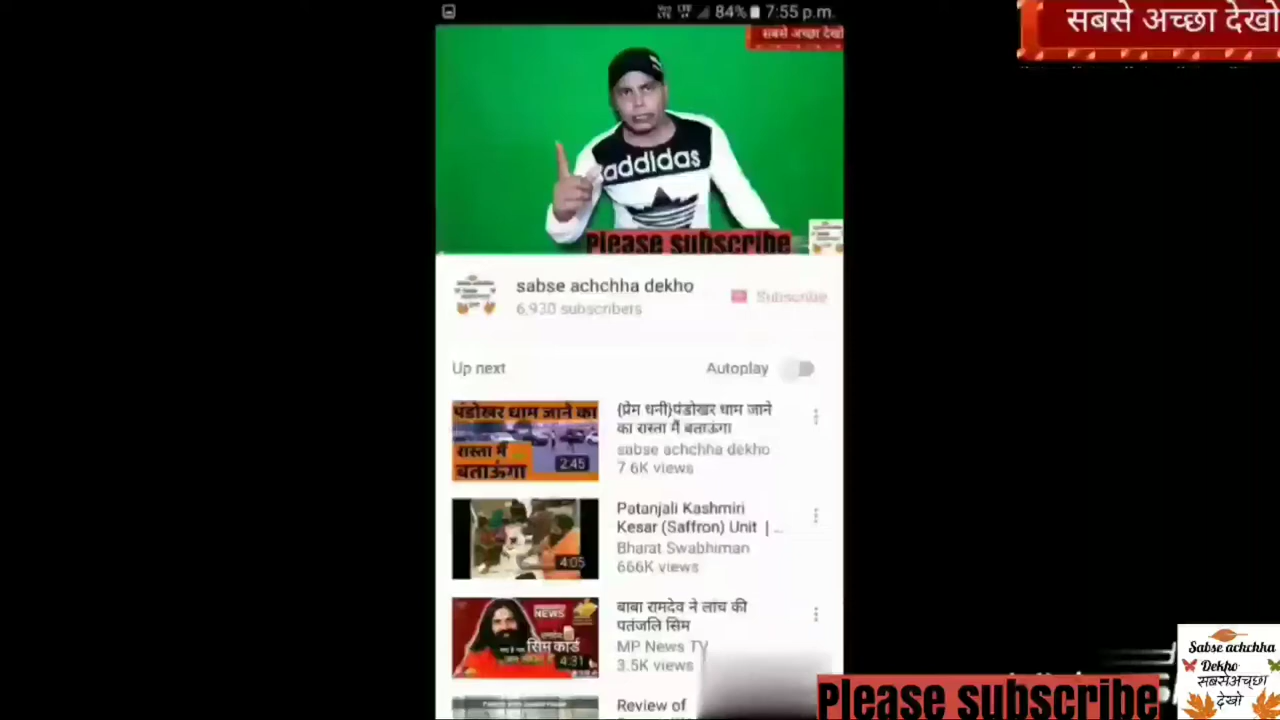 84% 7:55 p.m.
सबसे अच्छा देखो
सबसे अच्छा देखो
addidas
Please subscribe
sabse achchha dekho
Subscribe
6,930 subscribers
Up next
Autoplay
पंडोखर धाम जाने का
रास्ता मैं
बताऊंगा
2:45
{प्रेम धनी}पंडोखर धाम जाने
का रास्ता मैं बताऊंगा
sabse achchha dekho
7.6K views
4:05
Patanjali Kashmiri
Kesar (Saffron) Unit | ...
Bharat Swabhiman
666K views
NEWS
सिम कार्ड
4:31
बाबा रामदेव ने लांच की
पतंजलि सिम
MP News TV
3.5K views
Review of
Please subscribe
Sabse achchha
Dekho
सबसेअच्छा
देखो